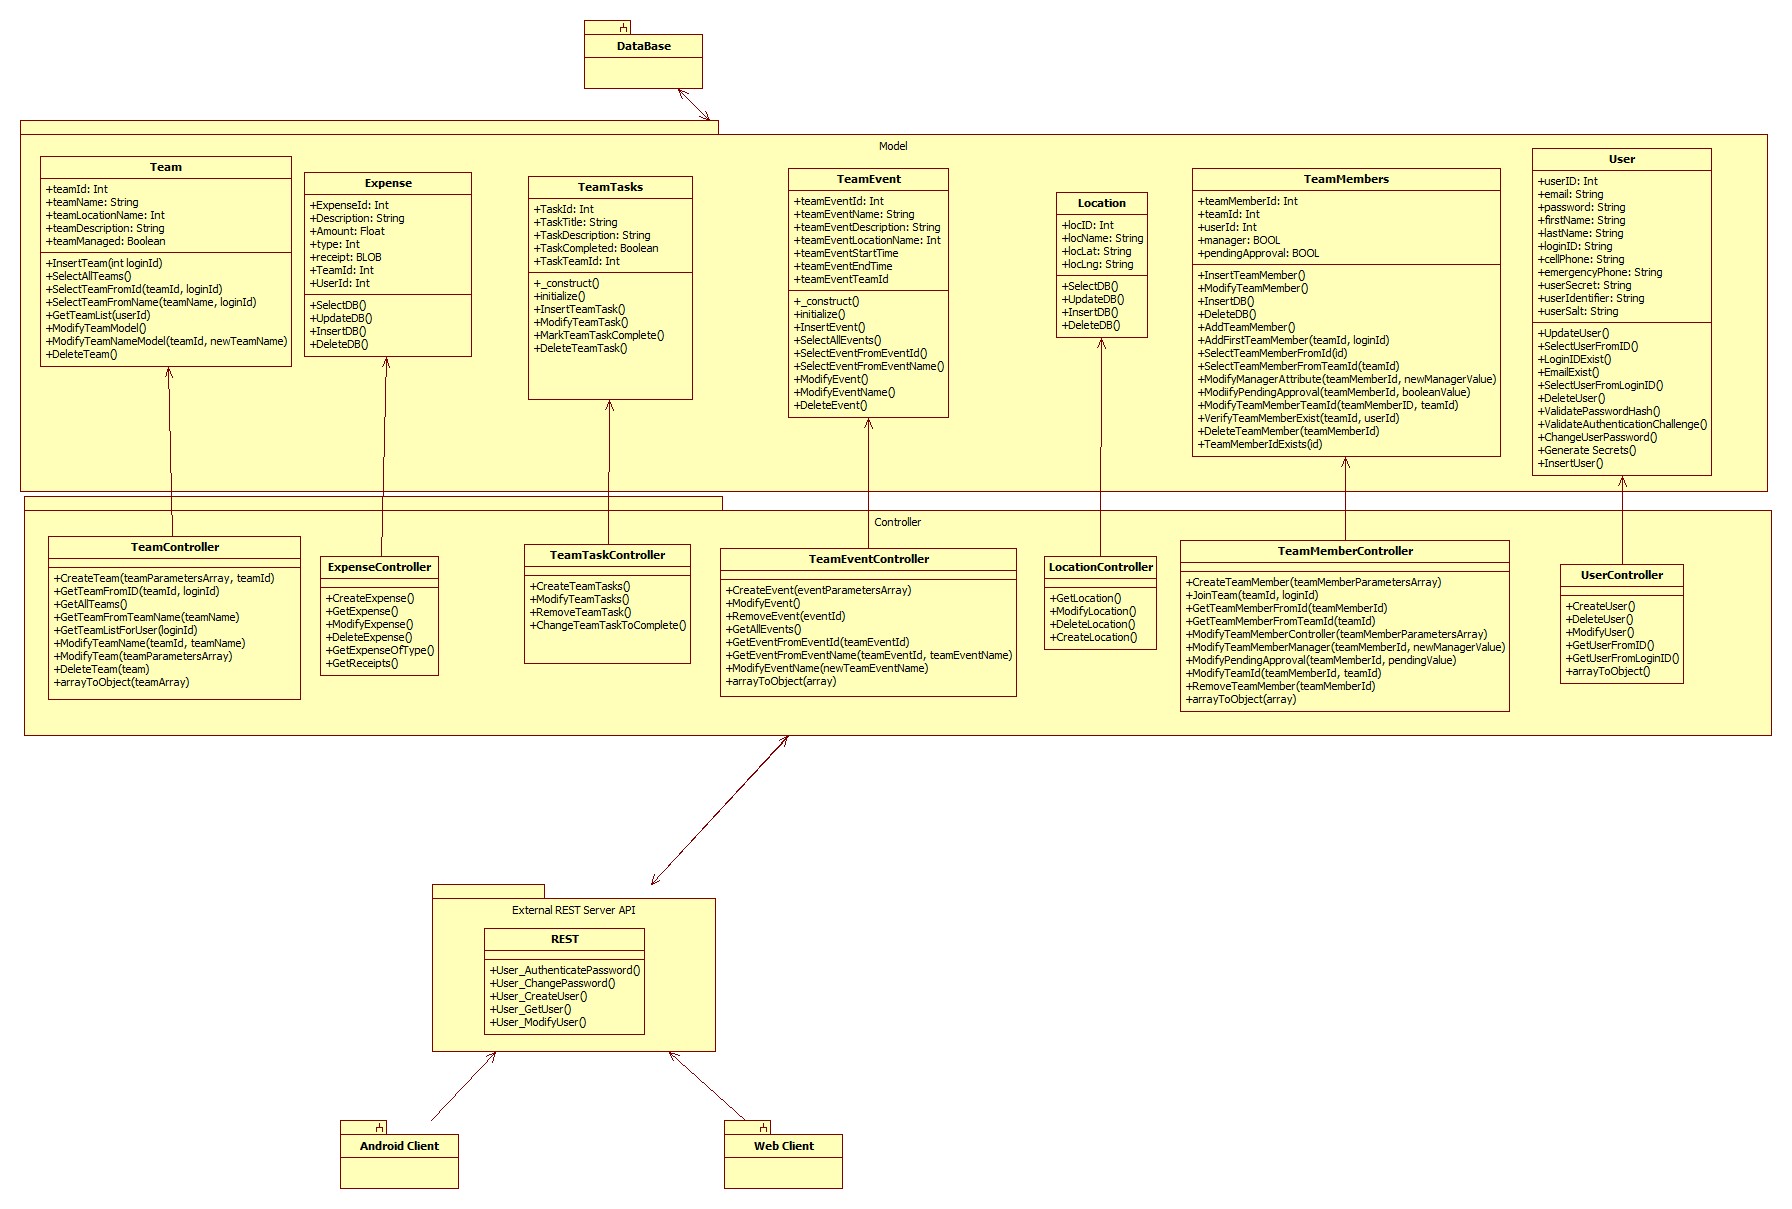 DataBase
Model
Team
+teamId: Int
+teamName: String
+teamLocationName: Int
+teamDescription: String
+teamManaged: Boolean
+InsertTeam(int loginId)
+SelectAllTeams()
+SelectTeamFromId(teamId, loginId)
+SelectTeamFromName(teamName, loginId)
+GetTeamList(userId)
+ModifyTeamModel()
+ModifyTeamNameModel(teamId, newTeamName)
+DeleteTeam()
Expense
+ExpenseId: Int
+Description: String
+Amount: Float
+type: Int
+receipt: BLOB
+TeamId: Int
+UserId: Int
+SelectDB()
+UpdateDB()
+InsertDB()
+DeleteDB()
TeamTasks
+TaskId: Int
+TaskTitle: String
+TaskDescription: String
+TaskCompleted: Boolean
+TaskTeamId: Int
+_construct()
+initialize()
+InsertTeamTask()
+ModifyTeamTask()
+MarkTeamTaskComplete()
+DeleteTeamTask()
TeamEvent
+teamEventId: Int
+teamEventName: String
+teamEventDescription: String
+teamEventLocationName: Int
+teamEventStartTime
+teamEventEndTime
+teamEventTeamId
+_construct()
+initialize()
+InsertEvent()
+SelectAllEvents()
+SelectEventFromEventId()
+SelectEventFromEventName()
+ModifyEvent()
+ModifyEventName()
+DeleteEvent()
Location
+locID: Int
+locName: String
+locLat: String
+locLng: String
+SelectDB()
+UpdateDB()
+InsertDB()
+DeleteDB()
TeamMembers
+teamMemberId: Int
+teamId: Int
+userId: Int
+manager: BOOL
+pendingApproval: BOOL
+InsertTeamMember()
+ModifyTeamMember()
+InsertDB()
+DeleteDB()
+AddTeamMember()
+AddFirstTeamMember(teamId, loginId)
+SelectTeamMemberFromId(id)
+SelectTeamMemberFromTeamId(teamId)
+ModifyManagerAttribute(teamMemberId, newManagerValue)
+ModiifyPendingApproval(teamMemberId, booleanValue)
+ModifyTeamMemberTeamId(teamMemberID, teamId)
+VerifyTeamMemberExist(teamId, userId)
+DeleteTeamMember(teamMemberId)
+TeamMemberIdExists(id)
User
+userID: Int
+email: String
+password: String
+firstName: String
+lastName: String
+loginID: String
+cellPhone: String
+emergencyPhone: String
+userSecret: String
+userIdentifier: String
+userSalt: String
+UpdateUser()
+SelectUserFromID()
+LoginIDExist()
+EmailExist()
+SelectUserFromLoginID()
+DeleteUser()
+ValidatePasswordHash()
+ValidateAuthenticationChallenge()
+ChangeUserPassword()
+Generate Secrets()
+InsertUser()
Controller
TeamController
+CreateTeam(teamParametersArray, teamId)
+GetTeamFromID(teamId, loginId)
+GetAllTeams()
+GetTeamFromTeamName(teamName)
+GetTeamListForUser(loginId)
+ModifyTeamName(teamId, teamName)
+ModifyTeam(teamParametersArray)
+DeleteTeam(team)
+arrayToObject(teamArray)
ExpenseController
+CreateExpense()
+GetExpense()
+ModifyExpense()
+DeleteExpense()
+GetExpenseOfType()
+GetReceipts()
TeamTaskController
+CreateTeamTasks()
+ModifyTeamTasks()
+RemoveTeamTask()
+ChangeTeamTaskToComplete()
TeamEventController
+CreateEvent(eventParametersArray)
+ModifyEvent()
+RemoveEvent(eventId)
+GetAllEvents()
+GetEventFromEventId(teamEventId)
+GetEventFromEventName(teamEventId, teamEventName)
+ModifyEventName(newTeamEventName)
+arrayToObject(array)
LocationController
+GetLocation()
+ModifyLocation()
+DeleteLocation()
+CreateLocation()
TeamMemberController
+CreateTeamMember(teamMemberParametersArray)
+JoinTeam(teamId, loginId)
+GetTeamMemberFromId(teamMemberId)
+GetTeamMemberFromTeamId(teamId)
+ModifyTeamMemberController(teamMemberParametersArray)
+ModifyTeamMemberManager(teamMemberId, newManagerValue)
+ModifyPendingApproval(teamMemberId, pendingValue)
+ModifyTeamId(teamMemberId, teamId)
+RemoveTeamMember(teamMemberId)
+arrayToObject(array)
UserController
+CreateUser()
+DeleteUser()
+ModifyUser()
+GetUserFromID()
+GetUserFromLoginID()
+arrayToObject()
External REST Server API
REST
+User_AuthenticatePassword()
+User_ChangePassword()
+User_CreateUser()
+User_GetUser()
+User_ModifyUser()
Android Client
Web Client